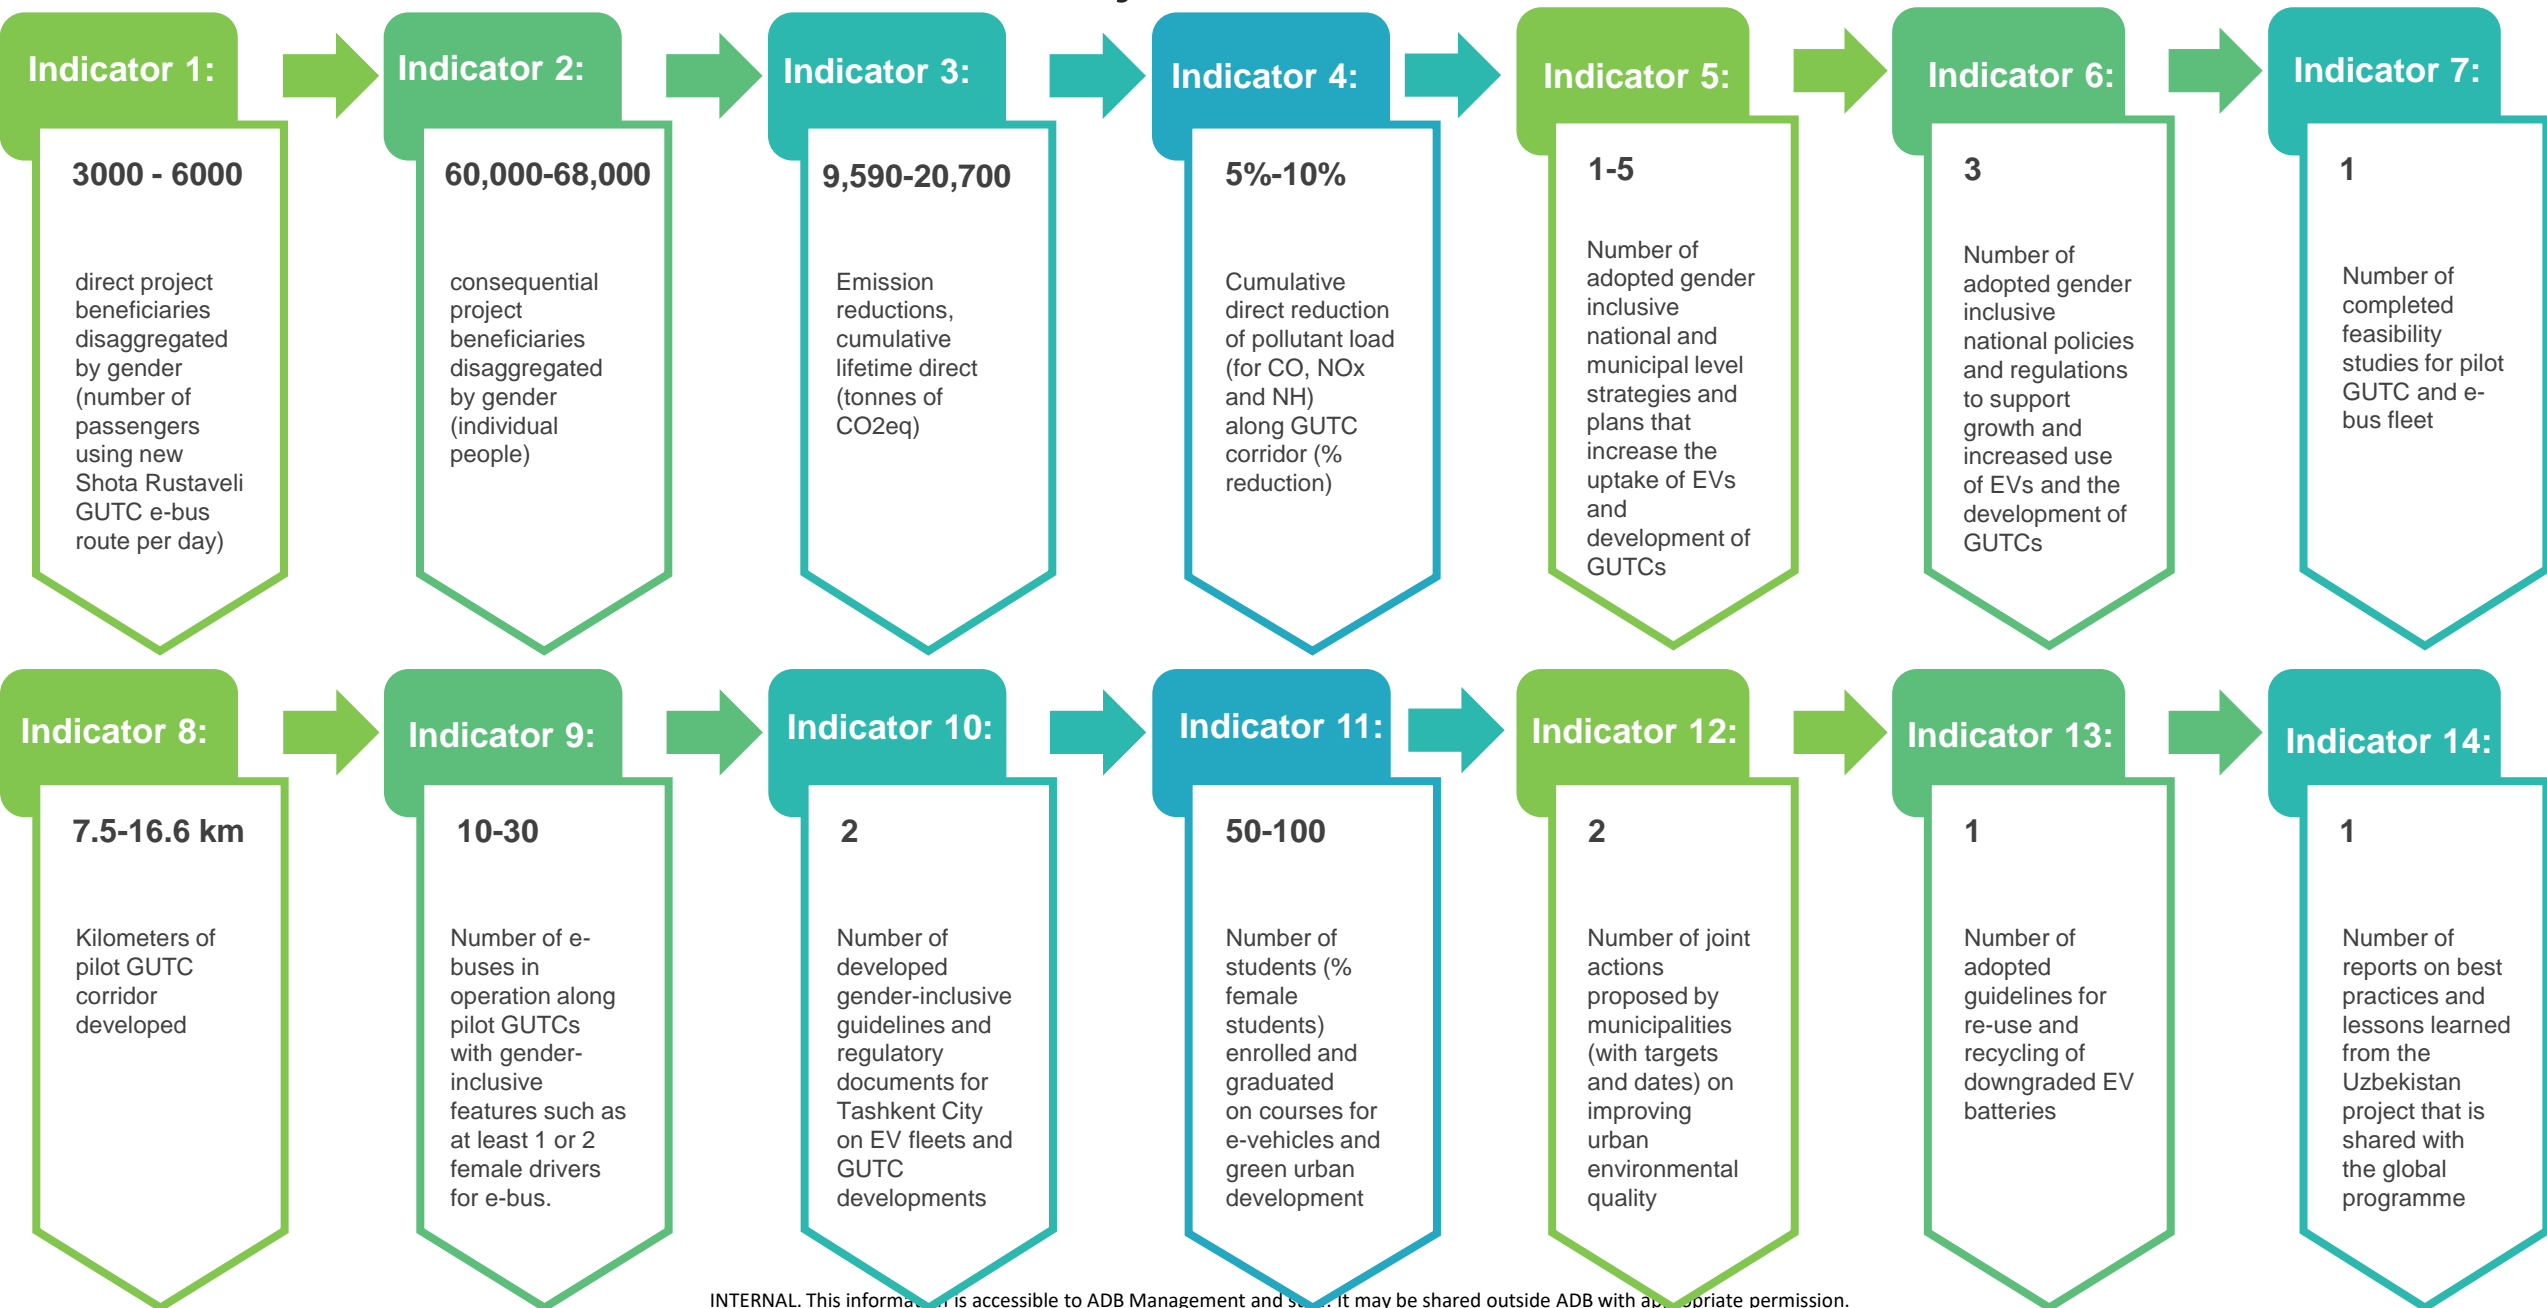 Indicator 1:
3000 - 6000
direct project
beneficiaries
disaggregated
by gender
(number of
passengers
using new
Shota Rustaveli
GUTC e-bus
route per day)
Indicator 2:
60,000-68,000
consequential
project
beneficiaries
disaggregated
by gender
(individual
people)
Indicator 3:
9,590-20,700
Emission
reductions,
cumulative
lifetime direct
(tonnes of
CO2eq)
Indicator 4:
5%-10%
Cumulative
direct reduction
of pollutant load
(for CO, NOx
and NH)
along GUTC
corridor (%
reduction)
Indicator 5:
1-5
Number of
adopted gender
inclusive
national and
municipal level
strategies and
plans that
increase the
uptake of EVs
and
development of
GUTCs
Indicator 6:
3
Number of
adopted gender
inclusive
national policies
and regulations
to support
growth and
increased use
of EVs and the
development of
GUTCs
Indicator 7:
1
Number of
completed
feasibility
studies for pilot
GUTC and e-
bus fleet
Indicator 8:
7.5-16.6 km
Kilometers of
pilot GUTC
corridor
developed
Indicator 9:
10-30
Number of e-
buses in
operation along
pilot GUTCs
with gender-
inclusive
features such as
at least 1 or 2
female drivers
for e-bus.
Indicator 10:
2
Number of
developed
gender-inclusive
guidelines and
regulatory
documents for
Tashkent City
on EV fleets and
GUTC
developments
Indicator 11:
50-100
Number of
students (%
female
students)
enrolled and
graduated
on courses for
e-vehicles and
green urban
development
Indicator 12:
2
Number of joint
actions
proposed by
municipalities
(with targets
and dates) on
improving
urban
environmental
quality
Indicator 13:
1
Number of
adopted
guidelines for
re-use and
recycling of
downgraded EV
batteries
Indicator 14:
1
Number of
reports on best
practices and
lessons learned
from the
Uzbekistan
project that is
shared with
the global
programme
INTERNAL. This information is accessible to ADB Management and staff. It may be shared outside ADB with appropriate permission.